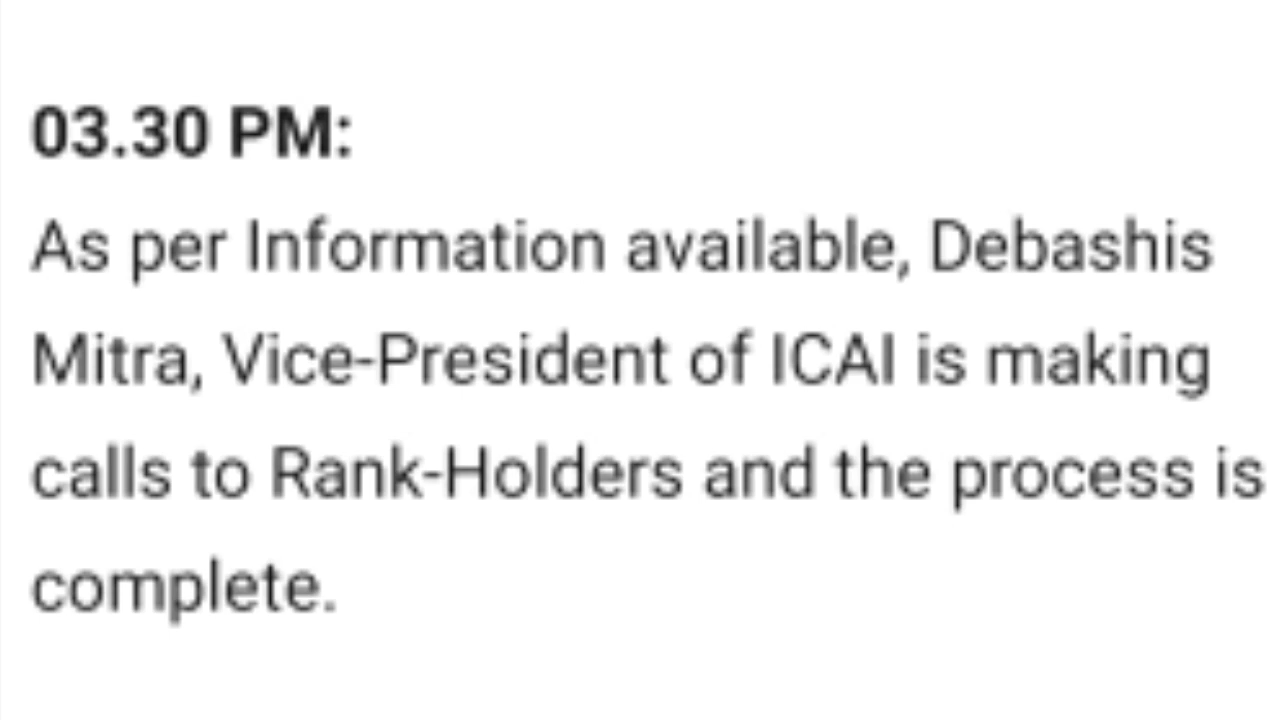 03.30 PM:
As per Information available, Debashis
Mitra, Vice-President of ICAI is making
calls to Rank-Holders and the process is
complete.